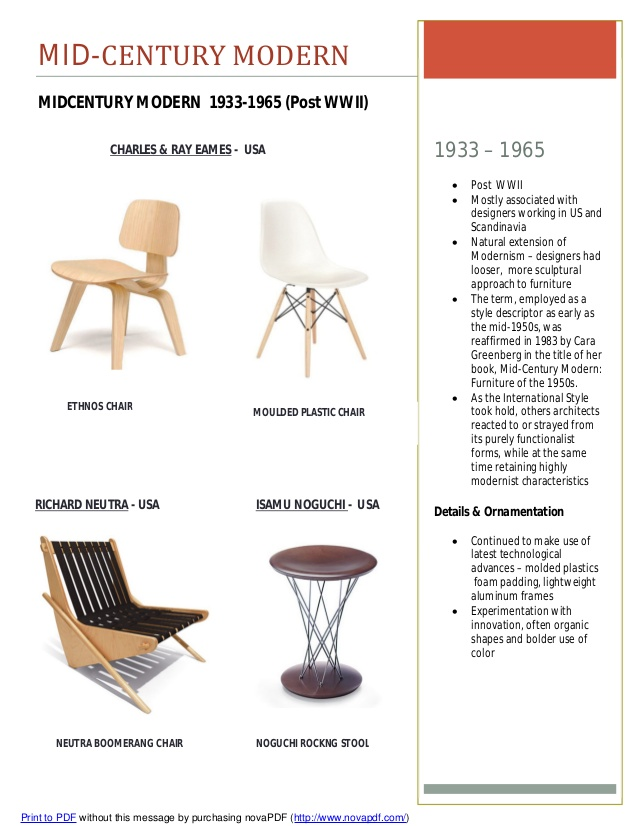 MID-CENTURY MODERN
MIDCENTURY MODERN 1933-1965 (Post WWII)
CHARLES & RAY EAMES - USA
ETHNOS CHAIR
MOULDED PLASTIC CHAIR
RICHARD NEUTRA - USA
ISAMU NOGUCHI - USA
NEUTRA BOOMERANG CHAIR
NOGUCHI ROCKNG STOOL
1933 – 1965
• Post WWII
• Mostly associated with
designers working in US and
Scandinavia
• Natural extension of
Modernism – designers had
looser, more sculptural
approach to furniture
• The term, employed as a
style descriptor as early as
the mid-1950s, was
reaffirmed in 1983 by Cara
Greenberg in the title of her
book, Mid-Century Modern:
Furniture of the 1950s.
• As the International Style
took hold, others architects
reacted to or strayed from
its purely functionalist
forms, while at the same
time retaining highly
modernist characteristics
Details & Ornamentation
• Continued to make use of
latest technological
advances – molded plastics
foam padding, lightweight
aluminum frames
• Experimentation with
innovation, often organic
shapes and bolder use of
color
Print to PDF without this message by purchasing novaPDF (http://www.novapdf.com/)